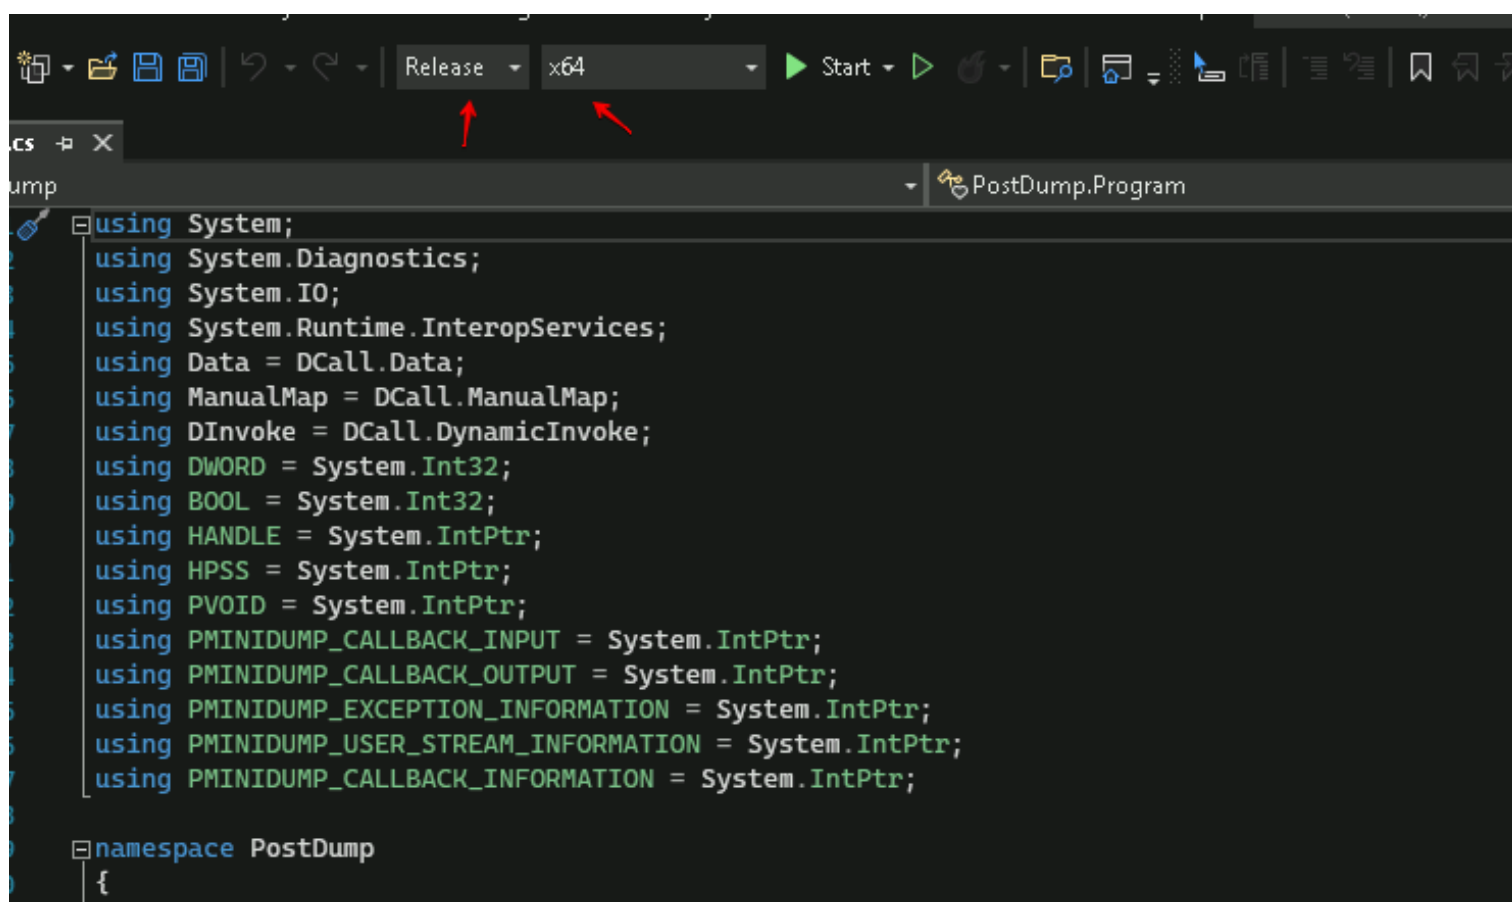 Release x64 Start
.cs
ump PostDump.Program
using System;
using System.Diagnostics;
using System.IO;
using System.Runtime.InteropServices;
using Data = DCall.Data;
using ManualMap = DCall.ManualMap;
using DInvoke = DCall.DynamicInvoke;
using DWORD = System.Int32;
using BOOL = System.Int32;
using HANDLE = System.IntPtr;
using HPSS = System.IntPtr;
using PVOID = System.IntPtr;
using PMINIDUMP_CALLBACK_INPUT = System.IntPtr;
using PMINIDUMP_CALLBACK_OUTPUT = System.IntPtr;
using PMINIDUMP_EXCEPTION_INFORMATION = System.IntPtr;
using PMINIDUMP_USER_STREAM_INFORMATION = System.IntPtr;
using PMINIDUMP_CALLBACK_INFORMATION = System.IntPtr;
namespace PostDump
{